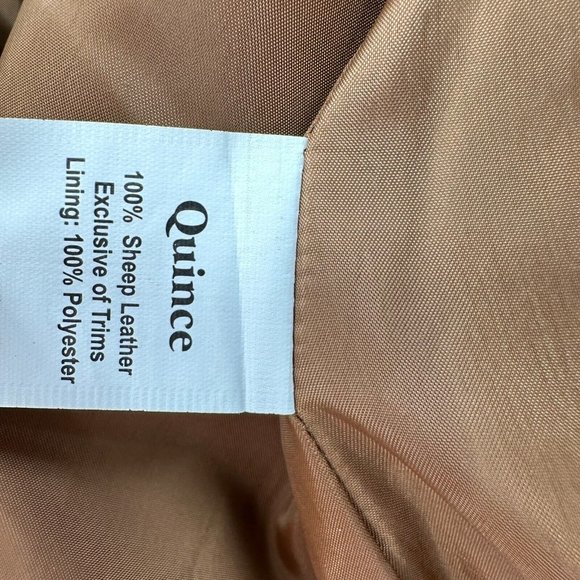 Quince
100% Sheep Leather
Exclusive of Trims
Lining: 100% Polyester